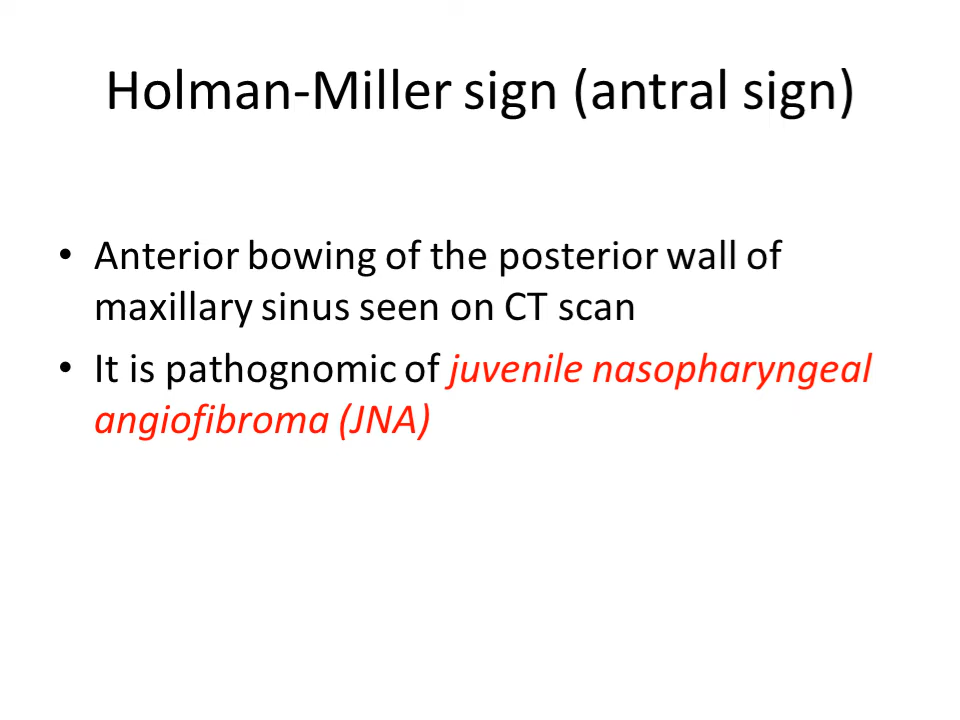 Holman-Miller sign (antral sign)
• Anterior bowing of the posterior wall of
maxillary sinus seen on CT scan
• It is pathognomic of juvenile nasopharyngeal
angiofibroma (JNA)